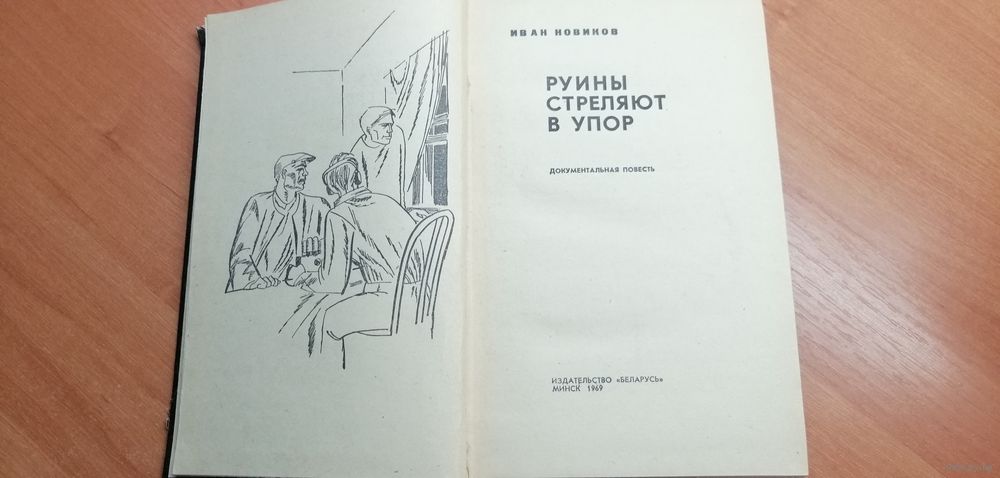 ИВАН НОВИКОВ
РУИНЫ
СТРЕЛЯЮТ
В УПОР
ДОКУМЕНТАЛЬНАЯ ПОВЕСТЬ
ИЗДАТЕЛЬСТВО «БЕЛАРУСЬ»
МИНСК 1969